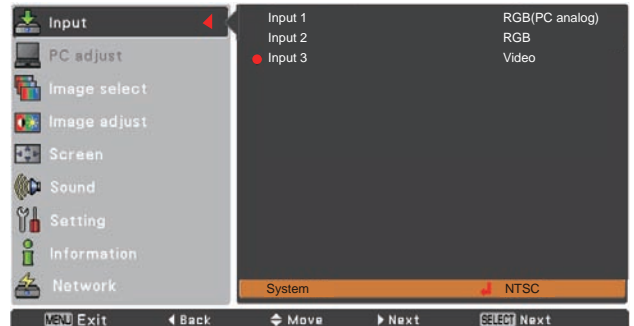 Input
PC adjust
Image select
Image adjust
Screen
Sound
Setting
Information
Network
Input 1 RGB(PC analog)
Input 2 RGB
Input 3 Video
System NTSC
MENU Exit Back Move Next SELECT Next